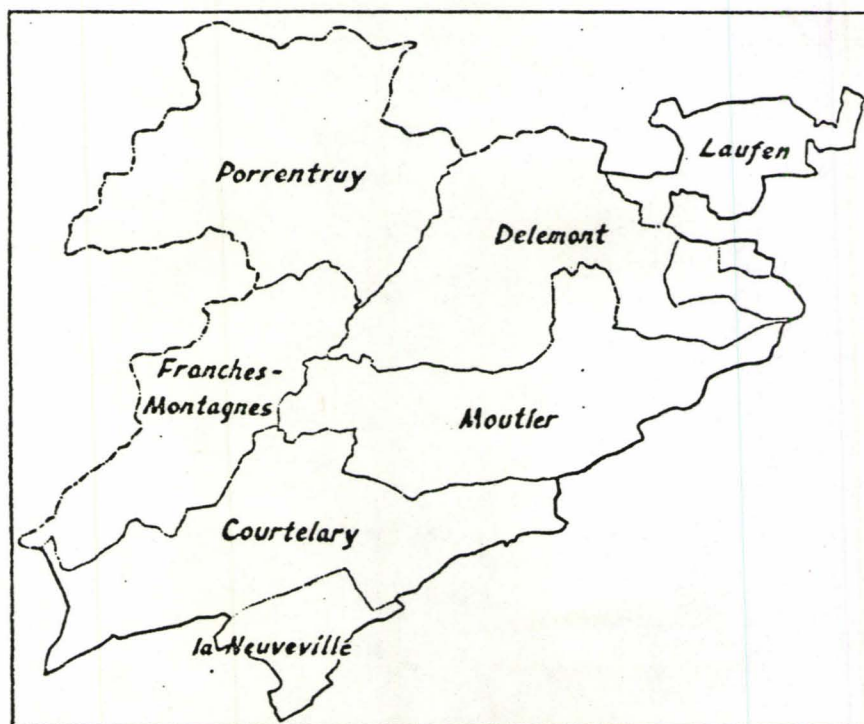 Porrentruy
Laufen
Delemont
Franches-
Montagnes
Moutier
Courtelary
la Neuveville